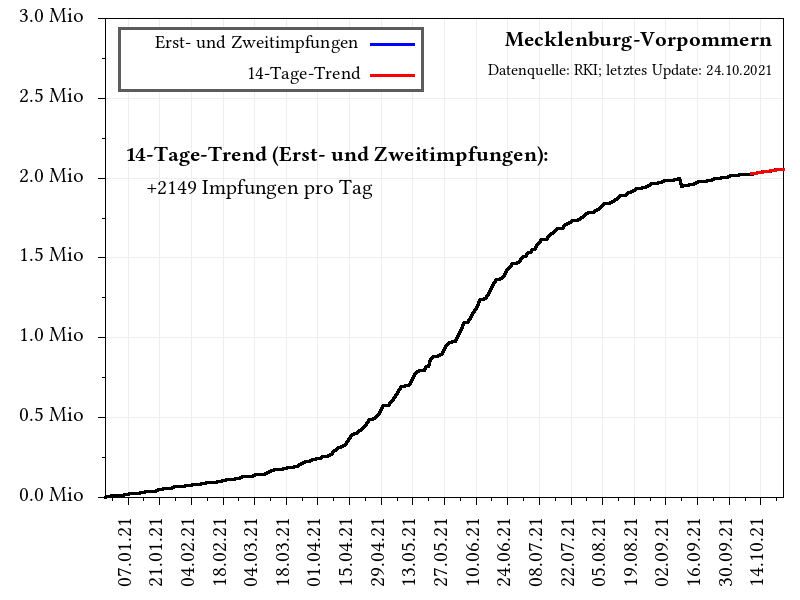 3.0 Mio
2.5 Mio
2.0 Mio
1.5 Mio
1.0 Mio
0.5 Mio
0.0 Mio
Erst- und Zweitimpfungen
14-Tage-Trend
Mecklenburg-Vorpommern
Datenquelle: RKI; letztes Update: 24.10.2021
14-Tage-Trend (Erst- und Zweitimpfungen):
+2149 Impfungen pro Tag
07.01.21
21.01.21
04.02.21
18.02.21
04.03.21
18.03.21
01.04.21
15.04.21
29.04.21
13.05.21
27.05.21
10.06.21
24.06.21
08.07.21
22.07.21
05.08.21
19.08.21
02.09.21
16.09.21
30.09.21
14.10.21